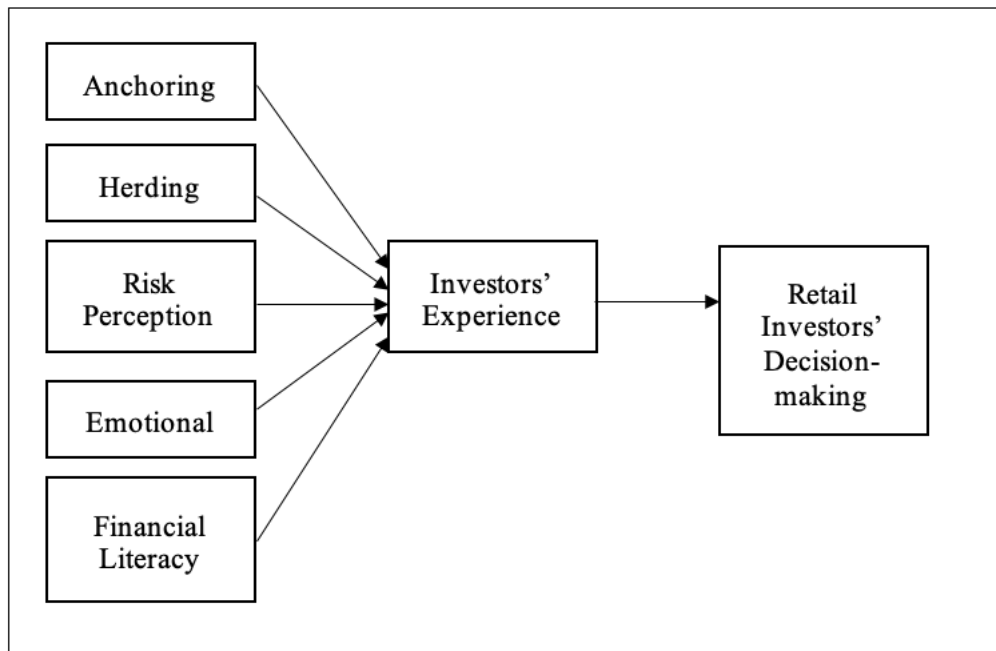 Anchoring
Herding
Risk
Perception
Emotional
Financial
Literacy
Investors’
Experience
Retail
Investors’
Decision-
making